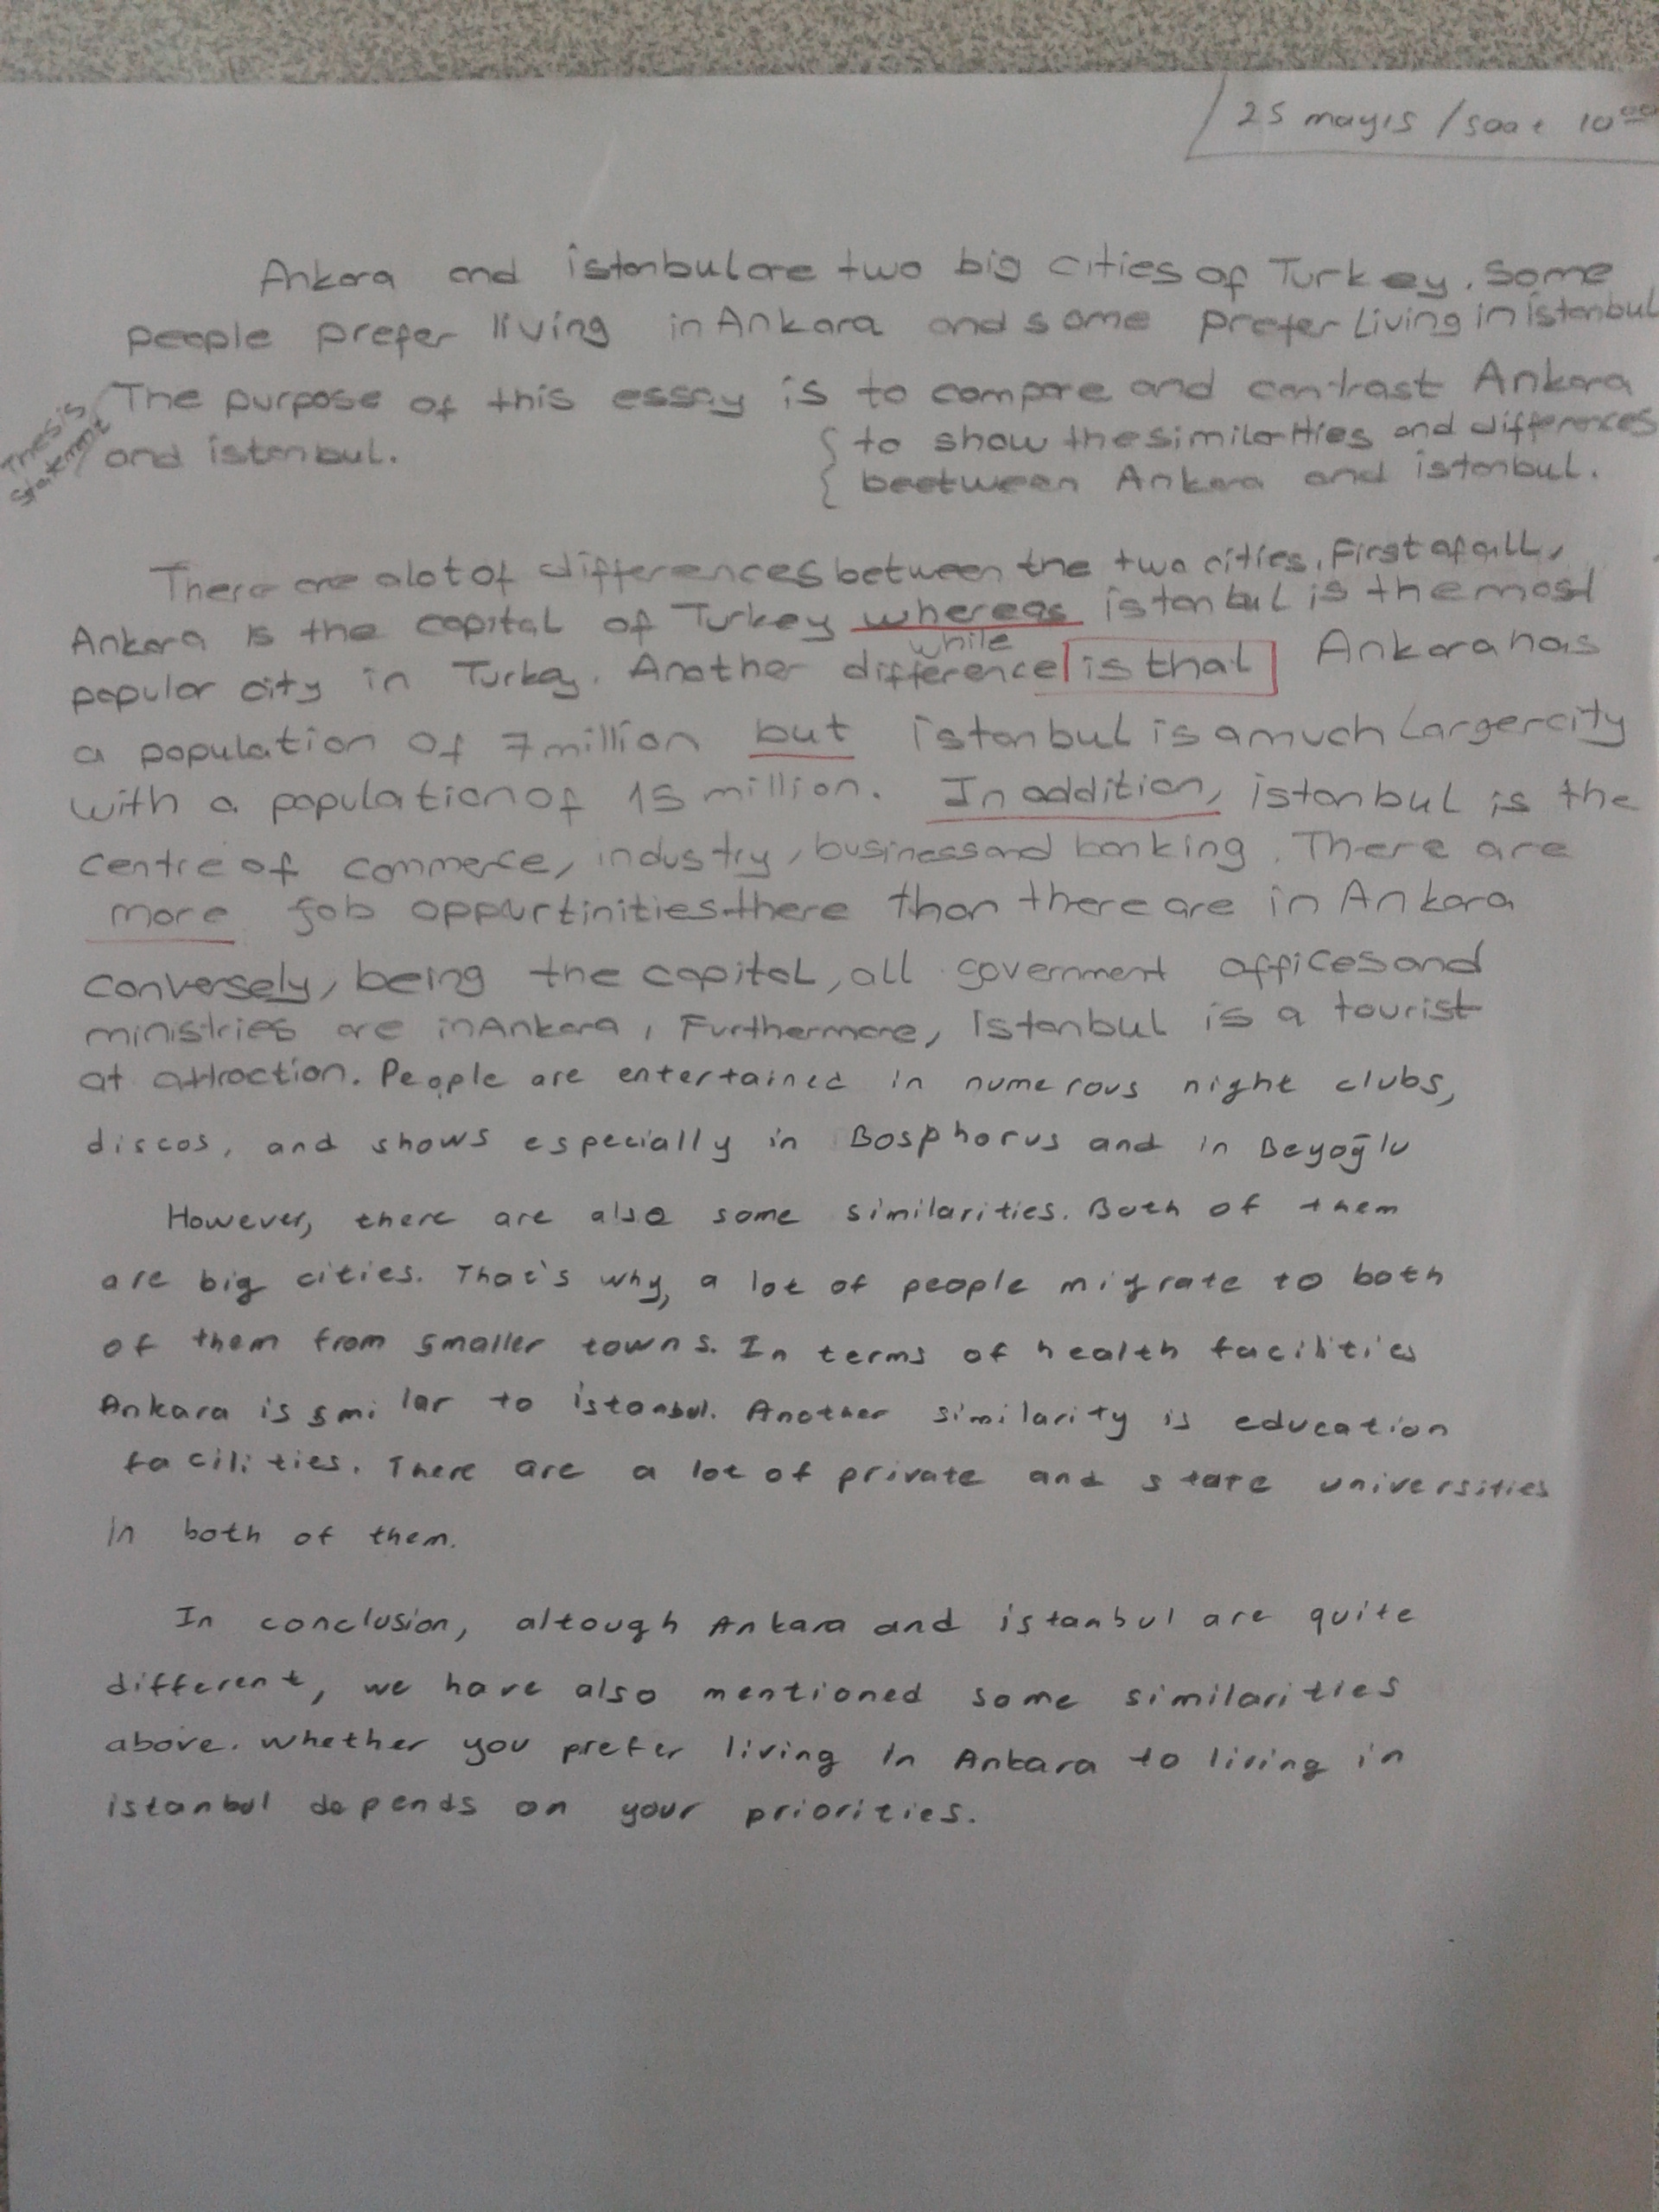 25 mayıs / saat 10⁰⁰
Ankara and istanbul are two big cities of Turkey. Some
people prefer living in Ankara and some prefer living in istanbul
The purpose of this essay is to compare and contrast Ankara
Thesis statment
and istanbul.
{ to show the similarities and differences
{ beetween Ankara and istanbul.
There are a lot of differences between the two cities. First of all,
Ankara is the capital of Turkey whereas istanbul is the most
while
popular city in Turkey. Another difference is that Ankara has
a population of 7 million but istanbul is a much larger city
with a population of 15 million. In addition, istanbul is the
centre of commerce, industry, business and banking. There are
more job oppurtinities there than there are in Ankara
conversely, being the capital, all government offices and
ministries are in Ankara, Furthermore, Istanbul is a tourist
at attraction. People are entertained in numerous night clubs,
discos, and shows especially in Bosphorus and in Beyoğlu
However, there are also some similarities. Both of them
are big cities. That's why, a lot of people migrate to both
of them from smaller towns. In terms of health facilities
Ankara is smilar to istanbul. Another similarity is education
facilities. There are a lot of private and state universities
in both of them.
In conclusion, altough Ankara and istanbul are quite
different, we have also mentioned some similarities
above. Whether you prefer living in Ankara to living in
istanbul depends on your priorities.